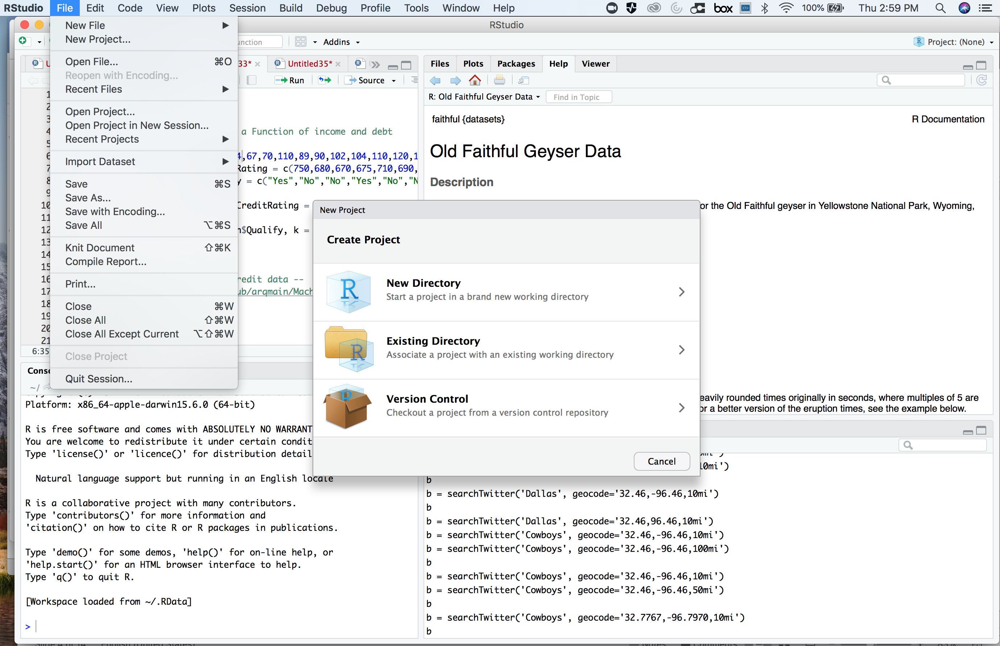 RStudio File Edit Code View Plots Session Build Debug Profile Tools Window Help box 100% Thu 2:59 PM
RStudio
New File
New Project...
Open File... ⌘O
Reopen with Encoding...
Recent Files
Open Project...
Open Project in New Session...
Recent Projects
Import Dataset
Save ⌘S
Save As...
Save with Encoding...
Save All ⌥⌘S
Knit Document ⇧⌘K
Compile Report...
Print...
Close ⌘W
Close All ⇧⌘W
Close All Except Current ⌥⇧⌘W
Close Project
Quit Session...
unction Addins Project: (None)
U 33* Untitled35*
Run Source
1
2
3
4 a Function of income and debt
5
6 4,67,70,110,89,90,102,104,110,120,1
7 Rating = c(750,680,670,675,710,690,
8 y = c("Yes","No","No","Yes","No","N
9
10 CreditRating =
11
12 n$Qualify, k =
13
14
15
16 redit data --
17 ub/arqmain/Mach
18
19
20
21
6:35
Files Plots Packages Help Viewer
R: Old Faithful Geyser Data Find in Topic
faithful {datasets} R Documentation
Old Faithful Geyser Data
Description
or the Old Faithful geyser in Yellowstone National Park, Wyoming,
eavily rounded times originally in seconds, where multiples of 5 are
or a better version of the eruption times, see the example below.
New Project
Create Project
New Directory
Start a project in a brand new working directory
Existing Directory
Associate a project with an existing working directory
Version Control
Checkout a project from a version control repository
Cancel
Conso
~/
Platform: x86_64-apple-darwin15.6.0 (64-bit)
R is free software and comes with ABSOLUTELY NO WARRANT
You are welcome to redistribute it under certain condit
Type 'license()' or 'licence()' for distribution detail
Natural language support but running in an English locale
R is a collaborative project with many contributors.
Type 'contributors()' for more information and
'citation()' on how to cite R or R packages in publications.
Type 'demo()' for some demos, 'help()' for on-line help, or
'help.start()' for an HTML browser interface to help.
Type 'q()' to quit R.
[Workspace loaded from ~/.RData]
>
10mi')
b
b = searchTwitter('Dallas', geocode='32.46,-96.46,10mi')
b
b = searchTwitter('Dallas', geocode='32.46,96.46,10mi')
b = searchTwitter('Cowboys', geocode='32.46,-96.46,10mi')
b = searchTwitter('Cowboys', geocode='32.46,-96.46,100mi')
b
b = searchTwitter('Cowboys', geocode='32.46,-96.46,10mi')
b = searchTwitter('Cowboys', geocode='32.46,-96.46,50mi')
b
b = searchTwitter('Cowboys', geocode='32.7767,-96.7970,10mi')
b